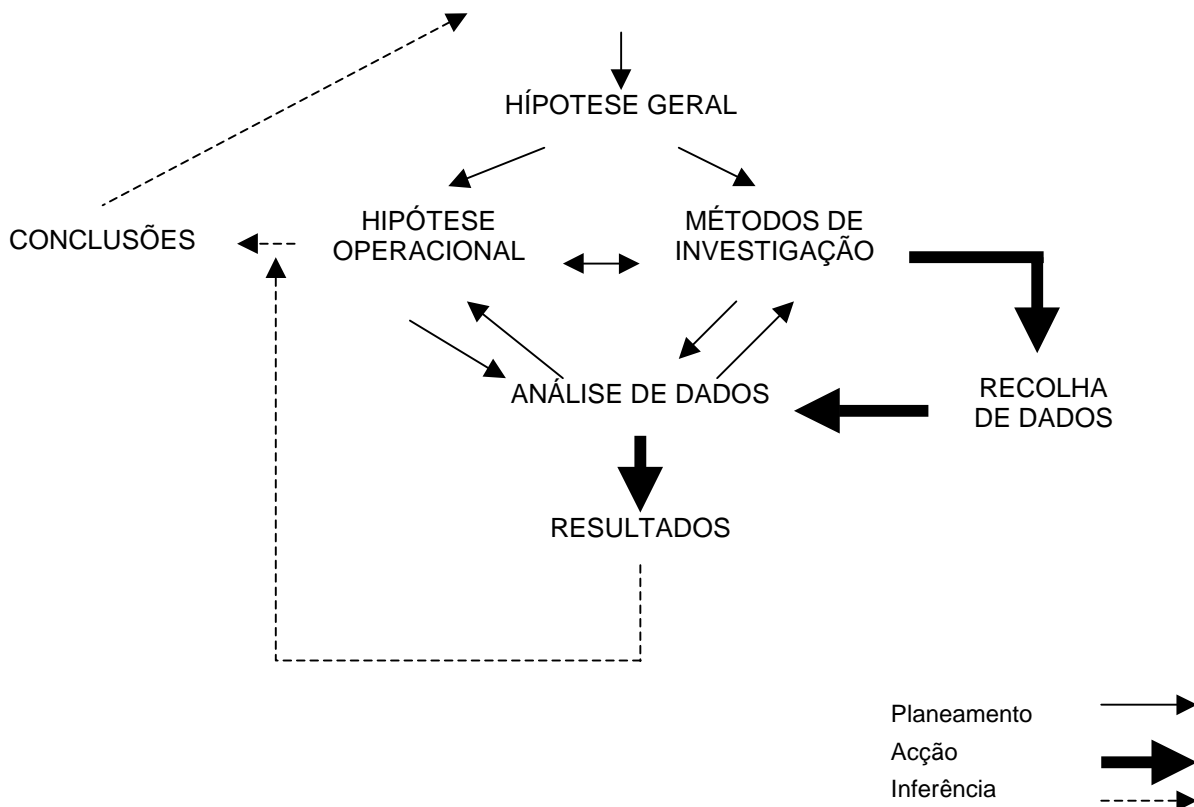 HÍPOTESE GERAL
HIPÓTESE
OPERACIONAL
MÉTODOS DE
INVESTIGAÇÃO
CONCLUSÕES
ANÁLISE DE DADOS
RECOLHA
DE DADOS
RESULTADOS
Planeamento
Acção
Inferência